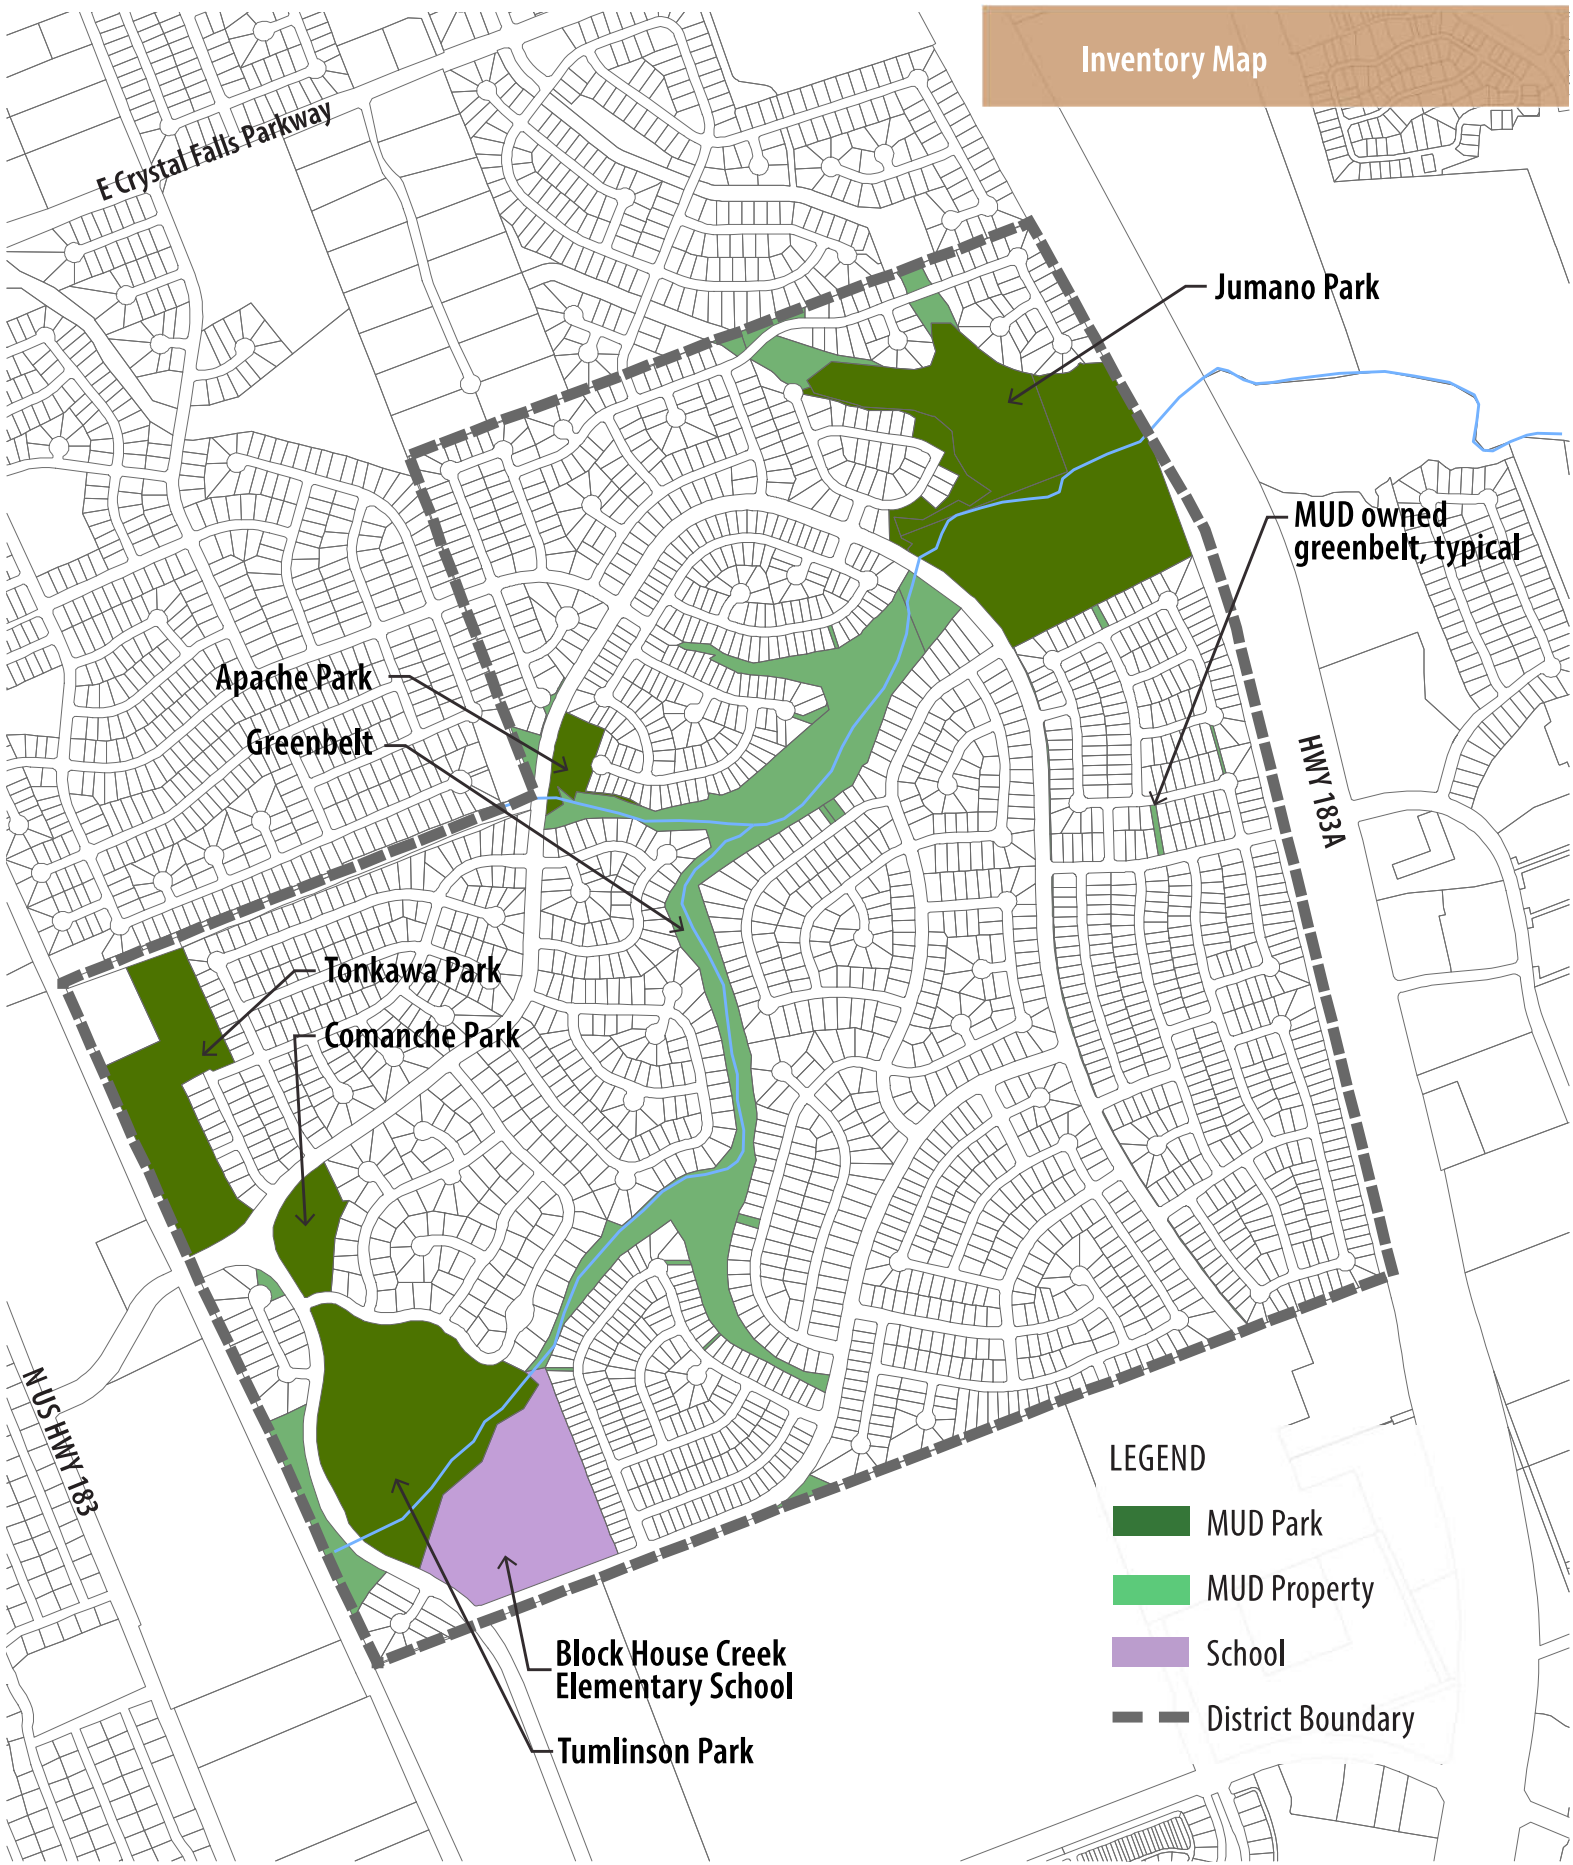 Inventory Map
E Crystal Falls Parkway
Jumano Park
MUD owned
greenbelt, typical
Apache Park
Greenbelt
HWY 183A
Tonkawa Park
Comanche Park
N US HWY 183
LEGEND
MUD Park
MUD Property
School
District Boundary
Block House Creek
Elementary School
Tumlinson Park